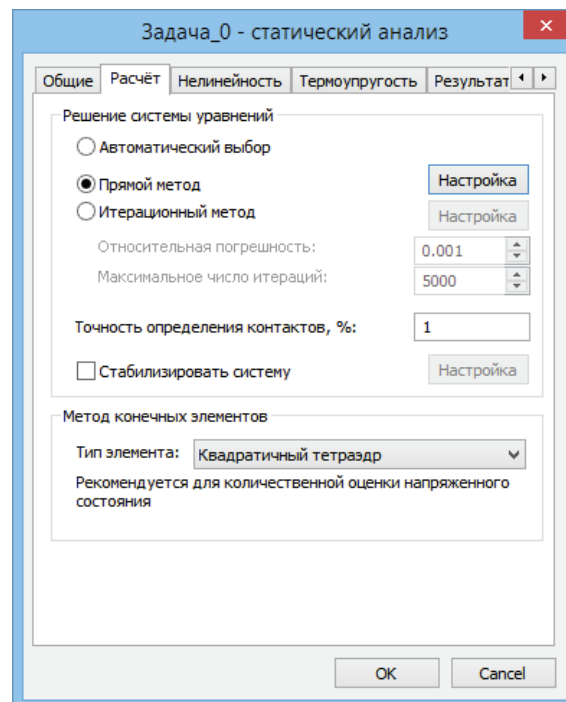 Задача_0 - статический анализ
Общие Расчёт Нелинейность Термоупругость Результат
Решение системы уравнений
Автоматический выбор
Прямой метод Настройка
Итерационный метод Настройка
Относительная погрешность: 0.001
Максимальное число итераций: 5000
Точность определения контактов, %: 1
Стабилизировать систему Настройка
Метод конечных элементов
Тип элемента: Квадратичный тетраэдр
Рекомендуется для количественной оценки напряженного
состояния
OK Cancel